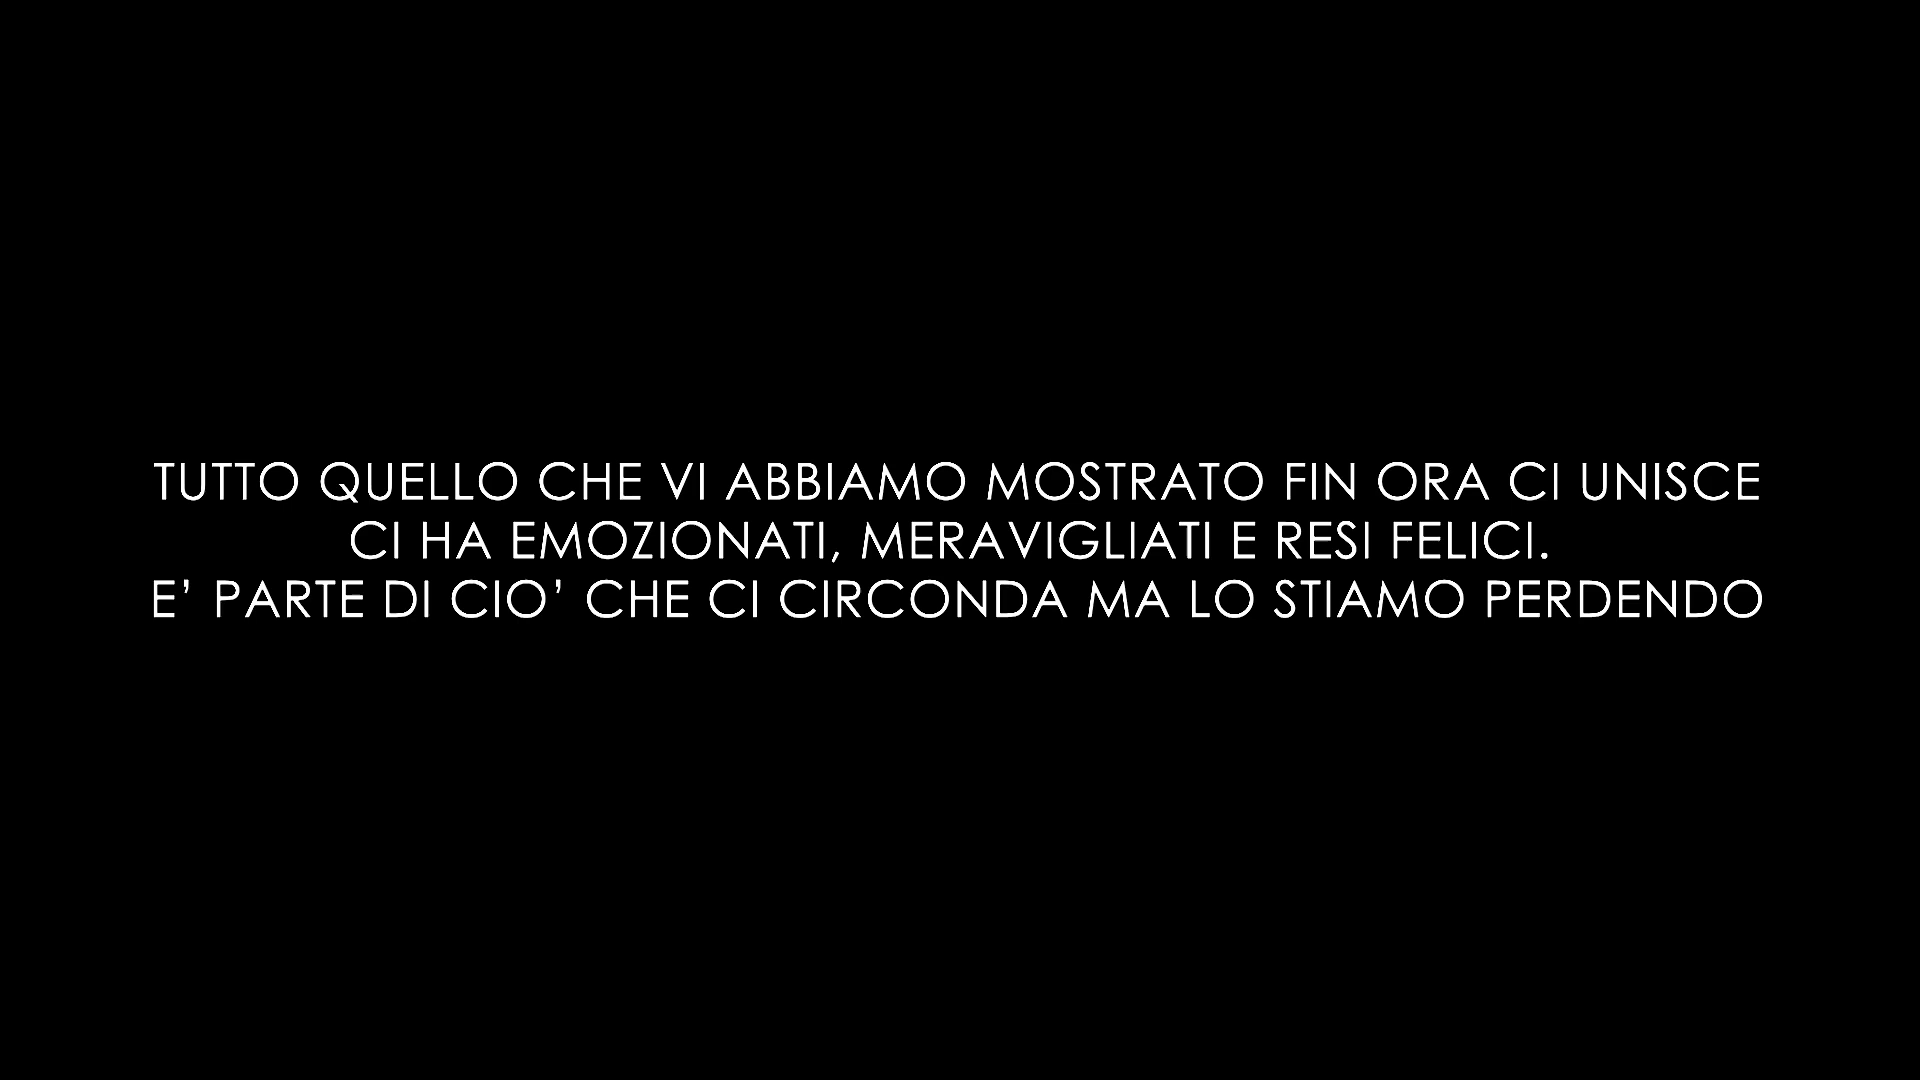 TUTTO QUELLO CHE VI ABBIAMO MOSTRATO FIN ORA CI UNISCE
CI HA EMOZIONATI, MERAVIGLIATI E RESI FELICI.
E’ PARTE DI CIO’ CHE CI CIRCONDA MA LO STIAMO PERDENDO